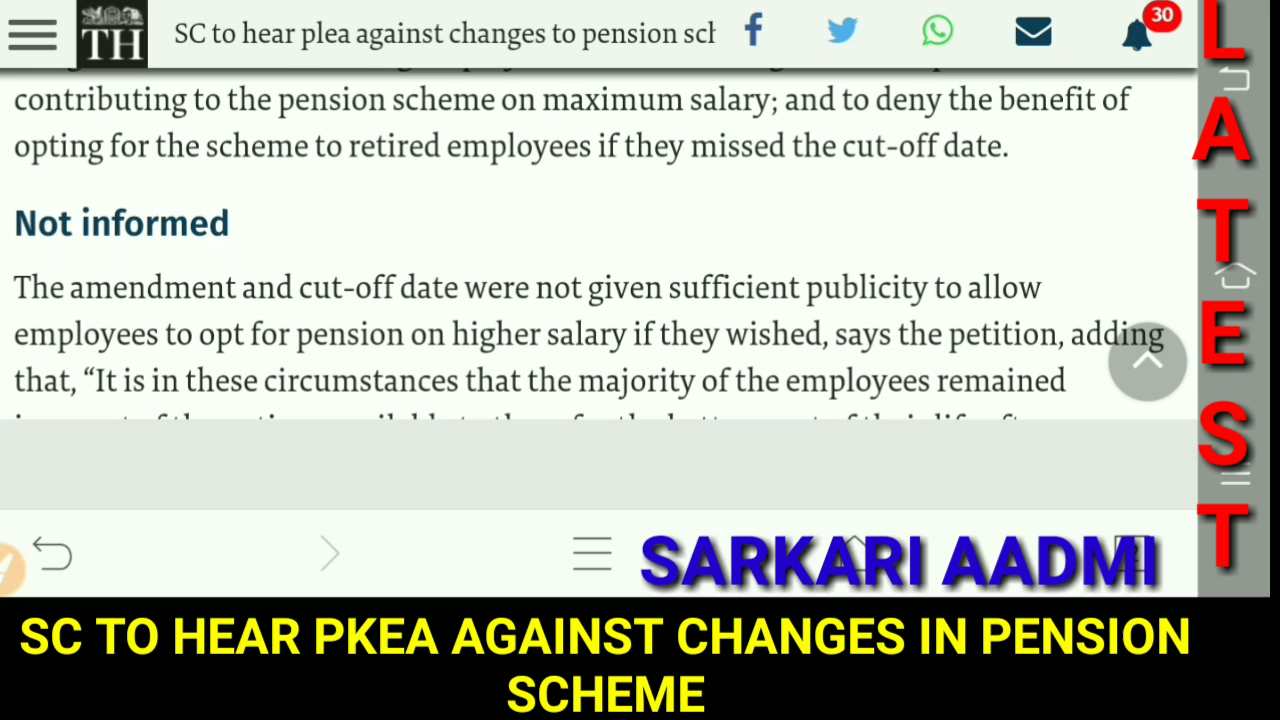 TH
SC to hear plea against changes to pension scl
30
contributing to the pension scheme on maximum salary; and to deny the benefit of
opting for the scheme to retired employees if they missed the cut-off date.
Not informed
The amendment and cut-off date were not given sufficient publicity to allow
employees to opt for pension on higher salary if they wished, says the petition, adding
that, “It is in these circumstances that the majority of the employees remained
LATEST
SARKARI AADMI
SC TO HEAR PKEA AGAINST CHANGES IN PENSION
SCHEME